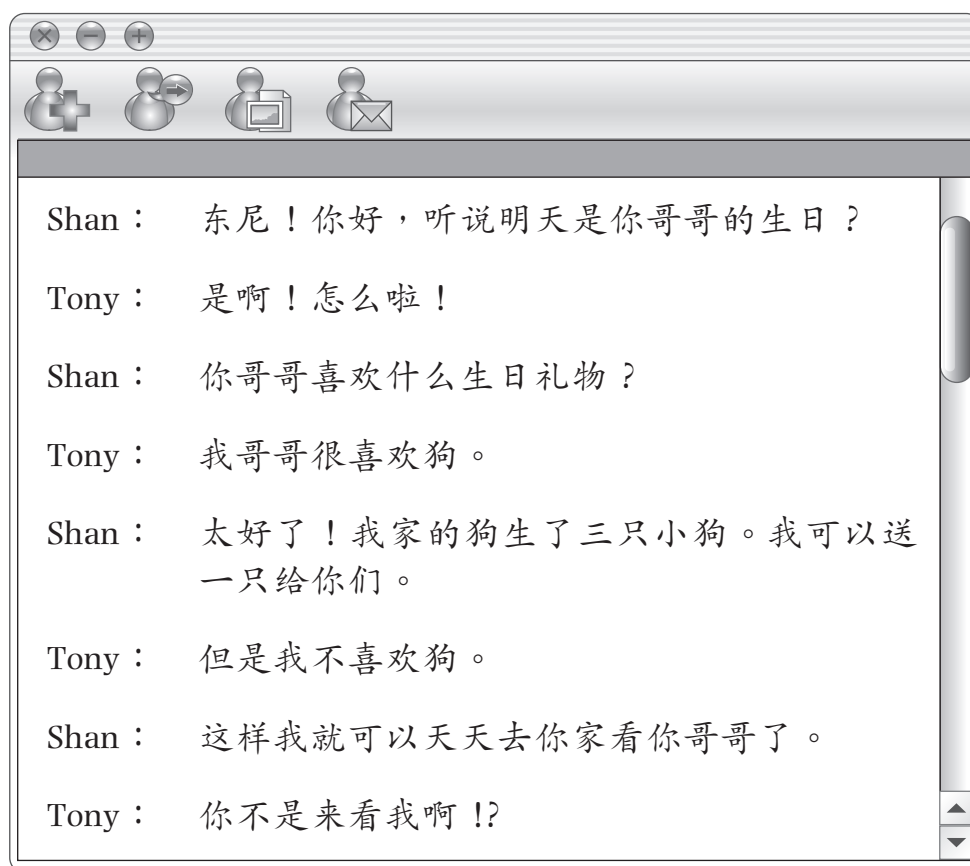 Shan： 东尼！你好，听说明天是你哥哥的生日？
Tony： 是啊！怎么啦！
Shan： 你哥哥喜欢什么生日礼物？
Tony： 我哥哥很喜欢狗。
Shan： 太好了！我家的狗生了三只小狗。我可以送
一只给你们。
Tony： 但是我不喜欢狗。
Shan： 这样我就可以天天去你家看你哥哥了。
Tony： 你不是来看我啊!?